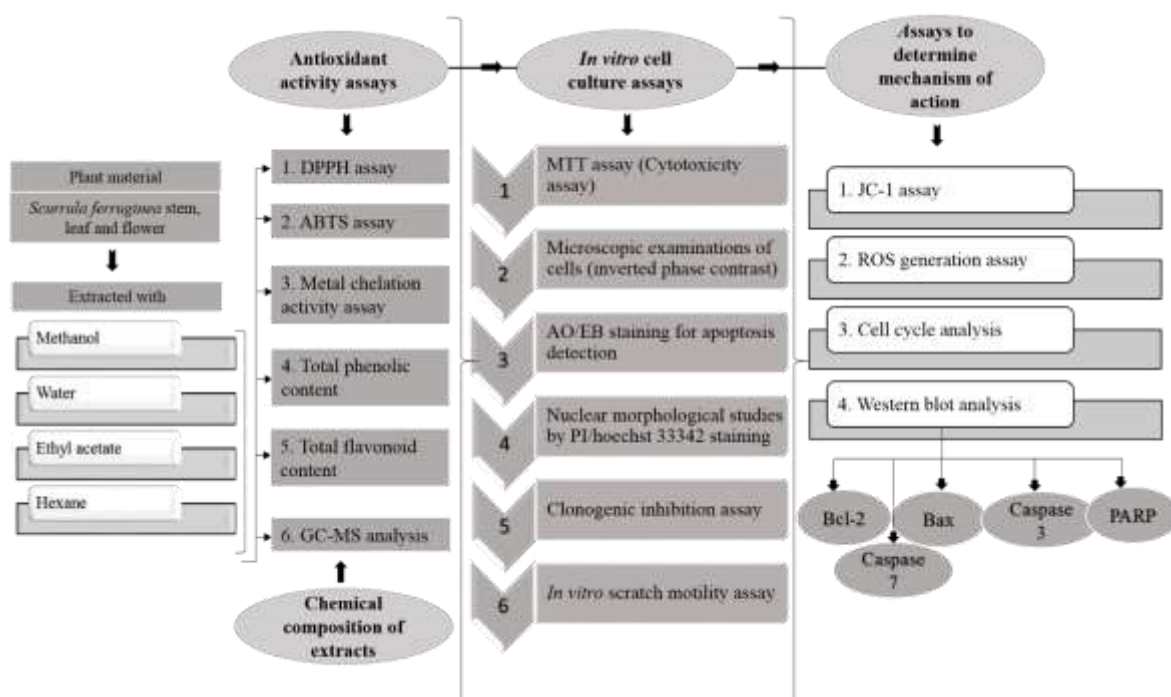 Plant material
Scurrula ferruginea stem,
leaf and flower
Extracted with
Methanol
Water
Ethyl acetate
Hexane
Antioxidant
activity assays
1. DPPH assay
2. ABTS assay
3. Metal chelation
activity assay
4. Total phenolic
content
5. Total flavonoid
content
6. GC-MS analysis
Chemical
composition of
extracts
In vitro cell
culture assays
1
MTT assay (Cytotoxicity
assay)
2
Microscopic examinations of
cells (inverted phase contrast)
3
AO/EB staining for apoptosis
detection
4
Nuclear morphological studies
by PI/hoechst 33342 staining
5
Clonogenic inhibition assay
6
In vitro scratch motility assay
Assays to
determine
mechanism of
action
1. JC-1 assay
2. ROS generation assay
3. Cell cycle analysis
4. Western blot analysis
Bcl-2
Bax
Caspase
3
PARP
Caspase
7